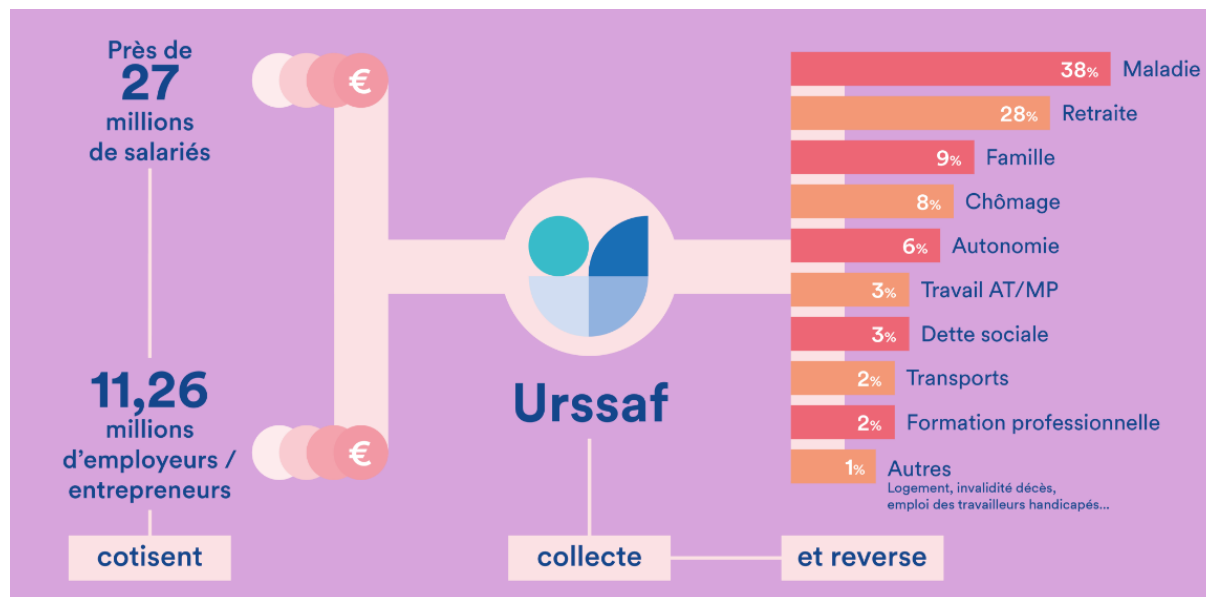 Près de
27
millions
de salariés
€
11,26
millions
d'employeurs /
entrepreneurs
€
cotisent
Urssaf
collecte
38% Maladie
28% Retraite
9% Famille
8% Chômage
6% Autonomie
3% Travail AT/MP
3% Dette sociale
2% Transports
2% Formation professionnelle
1% Autres
Logement, invalidité décès,
emploi des travailleurs handicapés...
et reverse